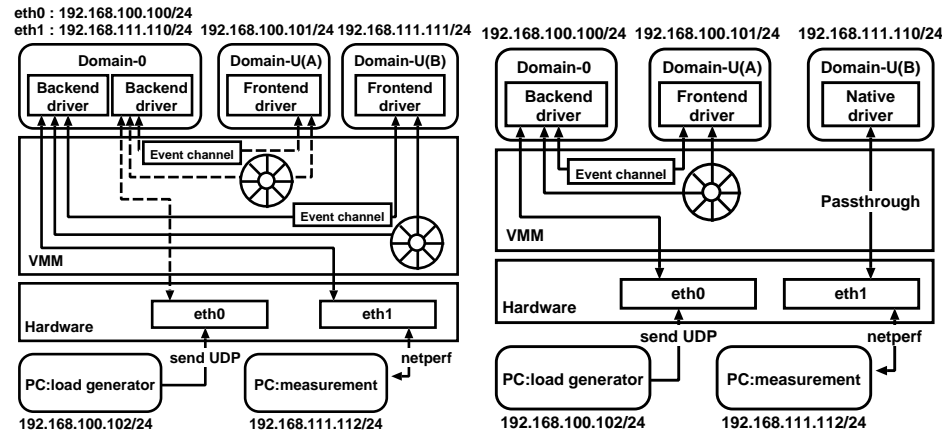 eth0 : 192.168.100.100/24
eth1 : 192.168.111.110/24 192.168.100.101/24 192.168.111.111/24
Domain-0
Domain-U(A)
Domain-U(B)
Backend
driver
Backend
driver
Frontend
driver
Frontend
driver
Event channel
Event channel
VMM
eth0
eth1
Hardware
send UDP
netperf
PC:load generator
PC:measurement
192.168.100.102/24
192.168.111.112/24
192.168.100.100/24 192.168.100.101/24 192.168.111.110/24
Domain-0
Domain-U(A)
Domain-U(B)
Backend
driver
Frontend
driver
Native
driver
Event channel
Passthrough
VMM
eth0
eth1
Hardware
send UDP
netperf
PC:load generator
PC:measurement
192.168.100.102/24
192.168.111.112/24